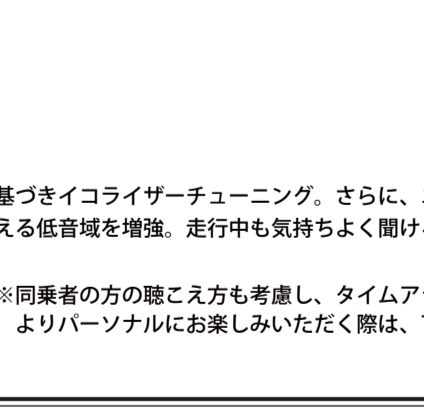 基づきイコライザーチューニング。さらに、
える低音域を増強。走行中も気持ちよく聞け
※同乗者の方の聴こえ方も考慮し、タイムア
よりパーソナルにお楽しみいただく際は、